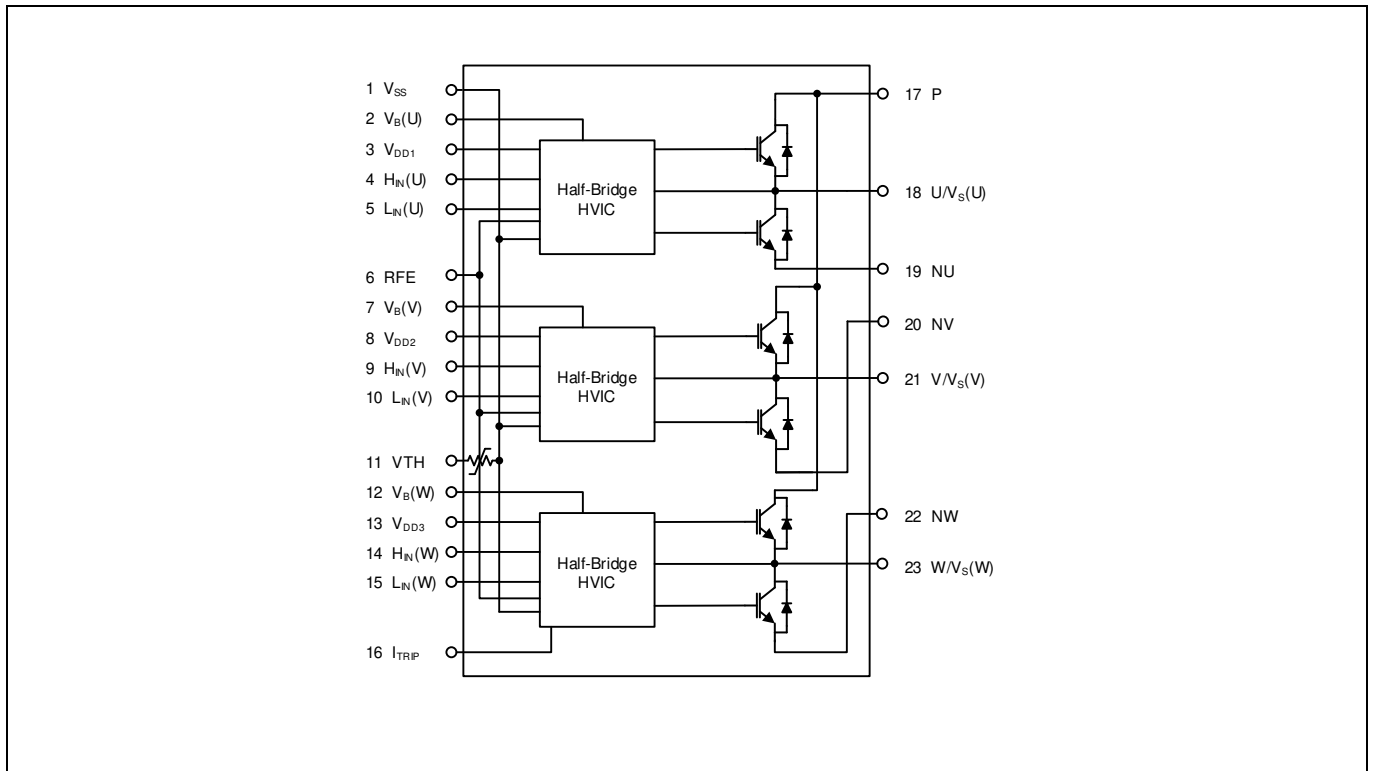 1 VSS
2 VB(U)
3 VDD1
4 HIN(U)
5 LIN(U)
6 RFE
7 VB(V)
8 VDD2
9 HIN(V)
10 LIN(V)
11 VTH
12 VB(W)
13 VDD3
14 HIN(W)
15 LIN(W)
16 ITRIP
Half-Bridge
HVIC
Half-Bridge
HVIC
Half-Bridge
HVIC
17 P
18 U/VS(U)
19 NU
20 NV
21 V/VS(V)
22 NW
23 W/VS(W)